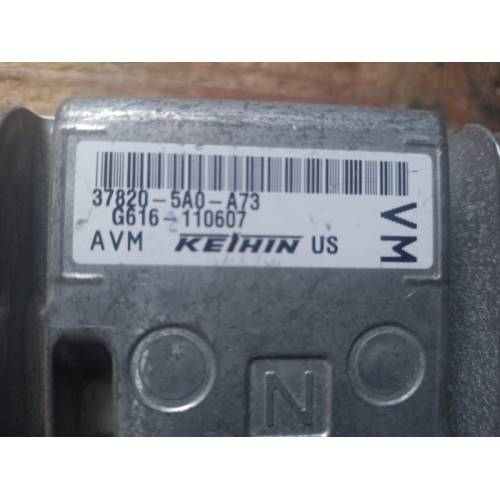 37820-5A0-A73
G616-110607
AVM KEIHIN US
VM
N